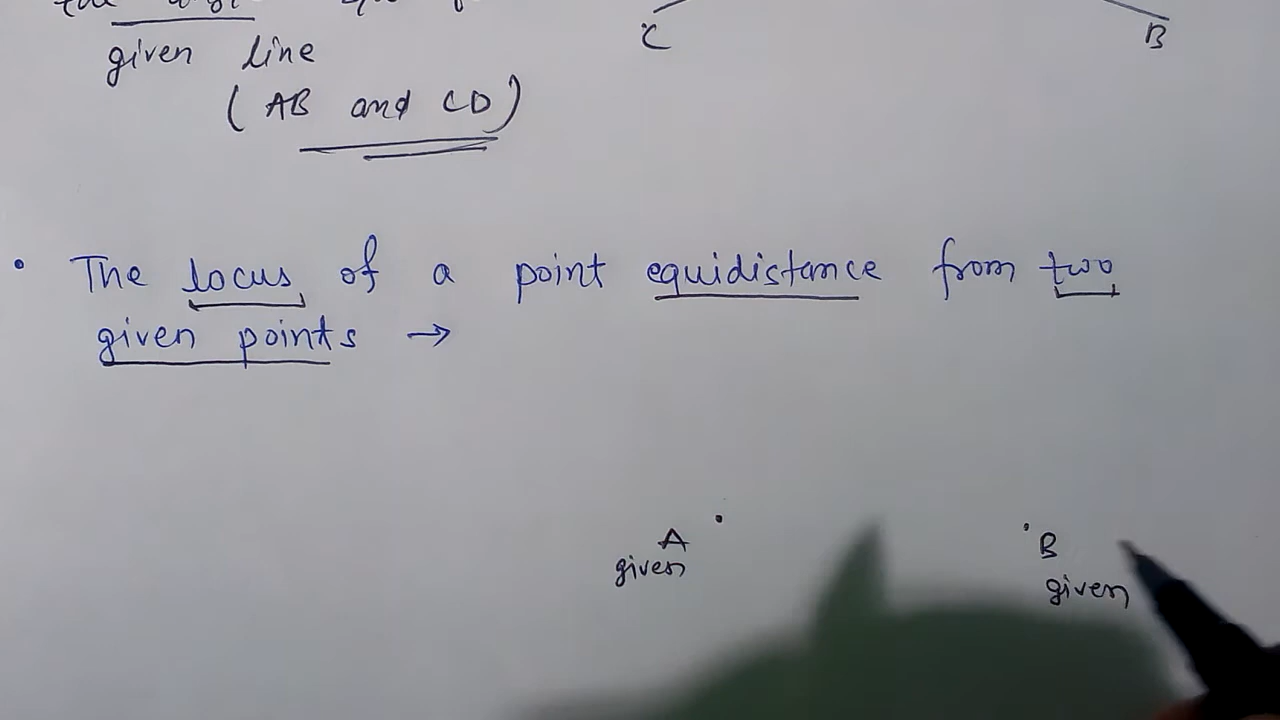 given line
C
B
(AB and CD)
• The locus of a point equidistance from two
given points →
A
given
B
given